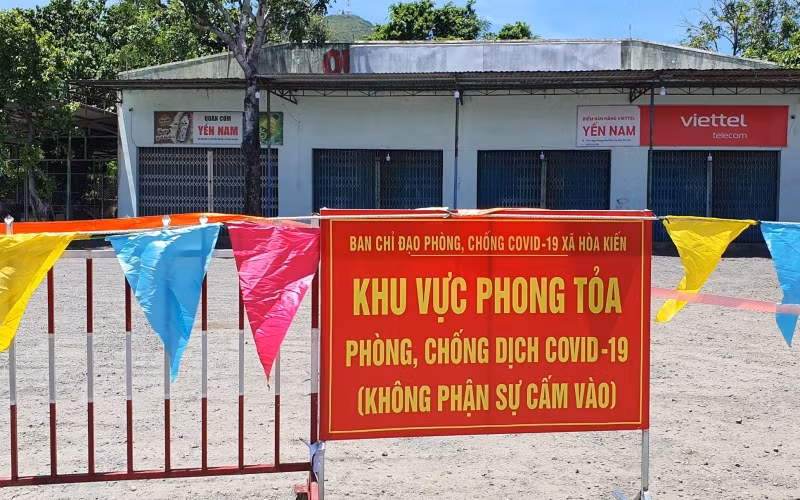 QUÁN CƠM
YẾN NAM
ĐIỂM BÁN HÀNG VIETTEL
YẾN NAM
viettel
telecom
BAN CHỈ ĐẠO PHÒNG, CHỐNG COVID-19 XÃ HÒA KIẾN
KHU VỰC PHONG TỎA
PHÒNG, CHỐNG DỊCH COVID-19
(KHÔNG PHẬN SỰ CẤM VÀO)